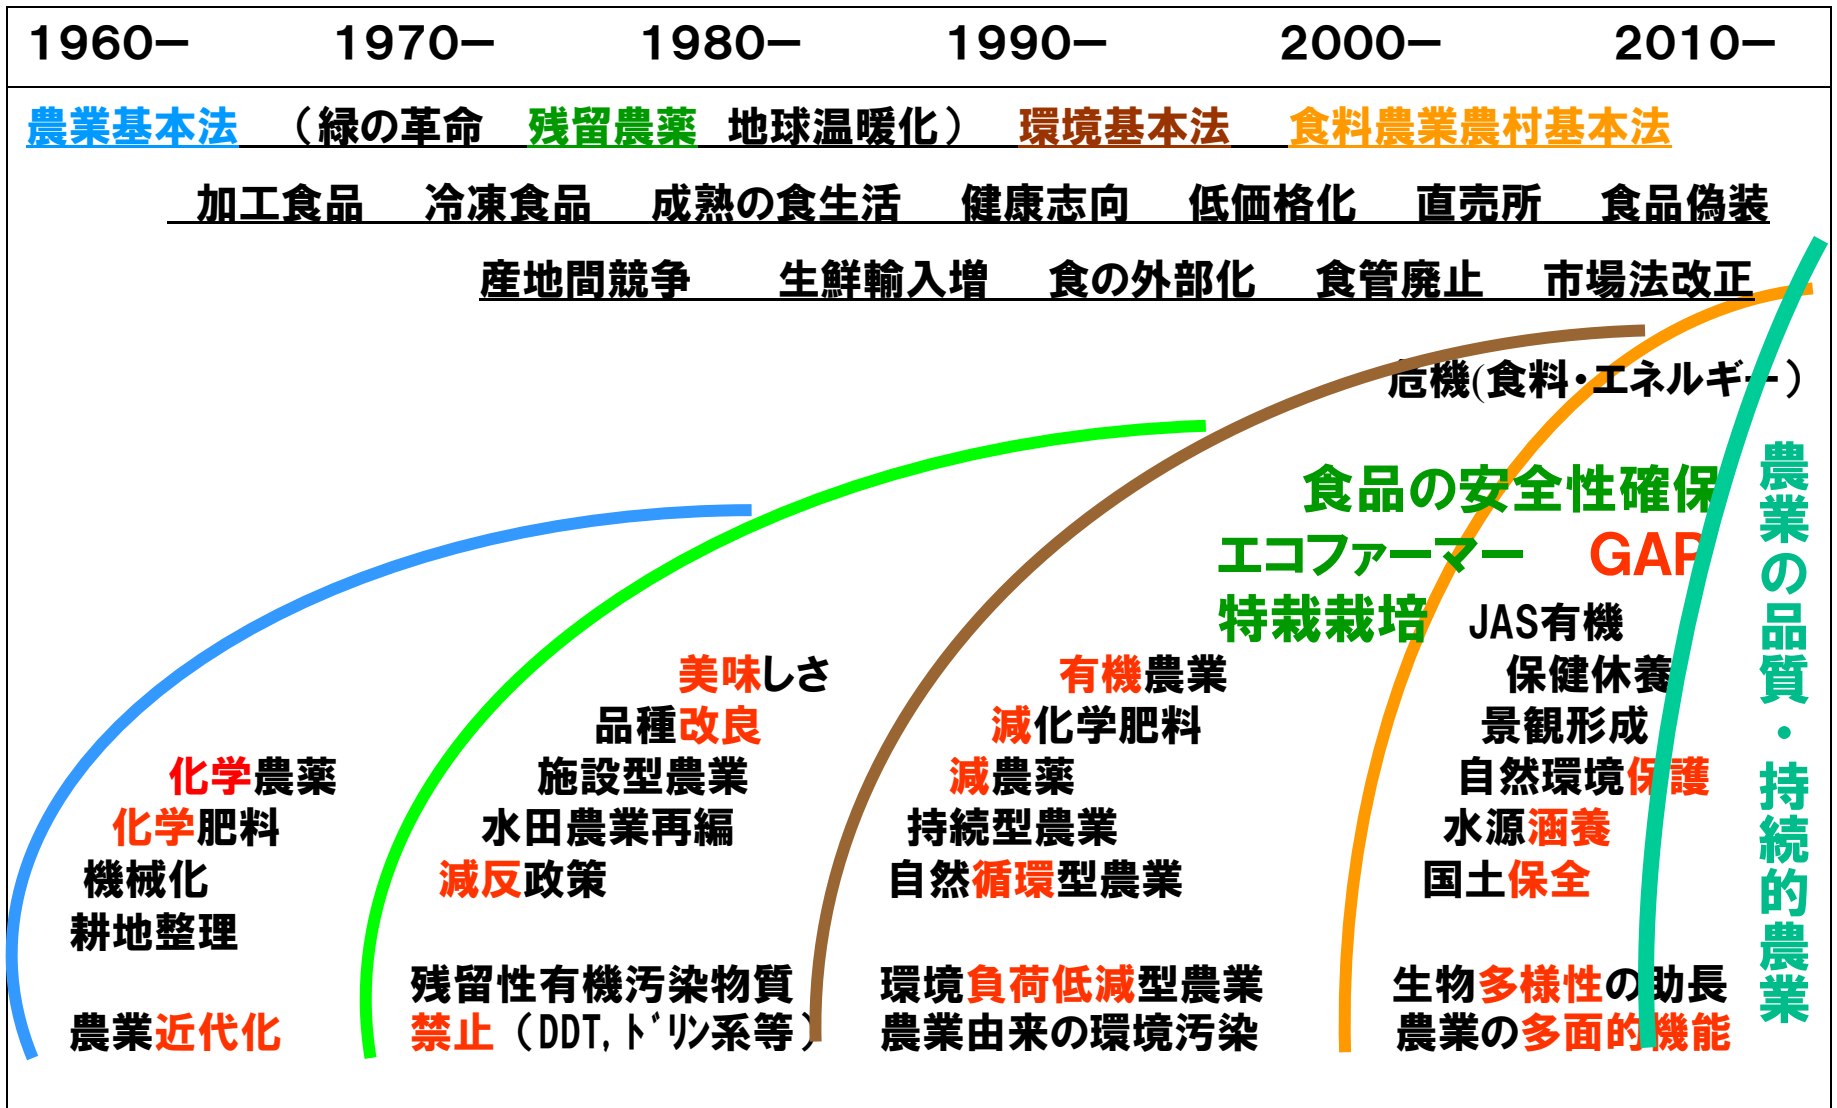 1960－ 1970－ 1980－ 1990－ 2000－ 2010－
農業基本法 （緑の革命 残留農薬 地球温暖化） 環境基本法 食料農業農村基本法
加工食品 冷凍食品 成熟の食生活 健康志向 低価格化 直売所 食品偽装
産地間競争 生鮮輸入増 食の外部化 食管廃止 市場法改正
危機(食料・エネルギー）
食品の安全性確保
エコファーマー GAP
特栽栽培
JAS有機
保健休養
景観形成
自然環境保護
水源涵養
国土保全
生物多様性の助長
農業の多面的機能
有機農業
減化学肥料
減農薬
持続型農業
自然循環型農業
環境負荷低減型農業
農業由来の環境汚染
美味しさ
品種改良
施設型農業
水田農業再編
減反政策
残留性有機汚染物質
禁止（DDT,ﾄﾞﾘﾝ系等）
化学農薬
化学肥料
機械化
耕地整理
農業近代化
農業の品質・持続的農業